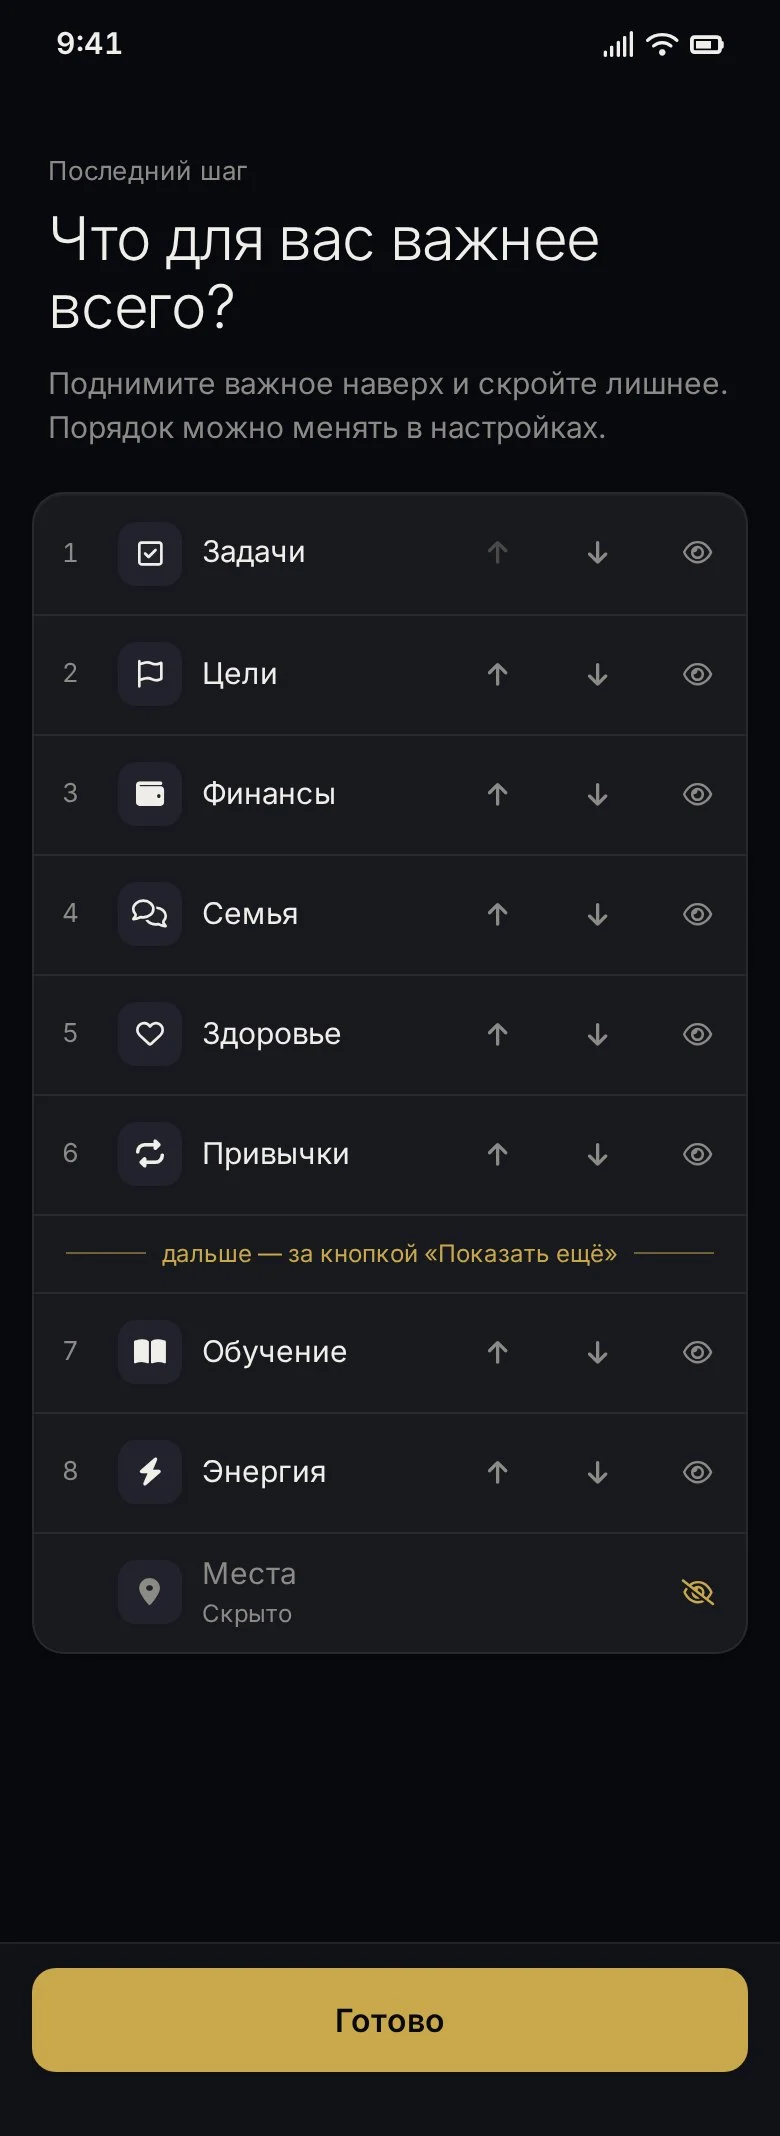 9:41
Последний шаг
Что для вас важнее
всего?
Поднимите важное наверх и скройте лишнее.
Порядок можно менять в настройках.
1 Задачи
2 Цели
3 Финансы
4 Семья
5 Здоровье
6 Привычки
дальше — за кнопкой «Показать ещё»
7 Обучение
8 Энергия
Места
Скрыто
Готово